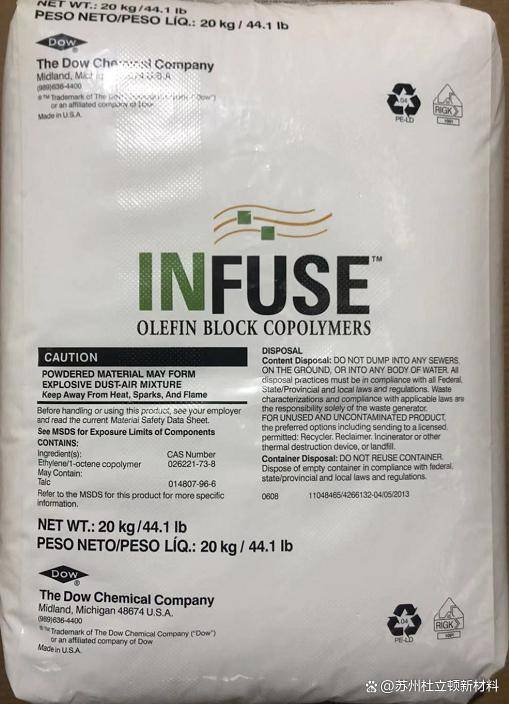 NET WT.: 20 kg/44.1 lb
PESO NETO/PESO LÍQ.: 20 kg / 44.1 lb
Dow
®
The Dow Chemical Company
Midland, U.S.A.
(989)636-4400
®™ Trademark of The Dow ("Dow")
or an affiliated company of Dow
Made in U.S.A.
04
PE-LD
RIGK
INFUSE™
OLEFIN BLOCK COPOLYMERS
CAUTION
POWDERED MATERIAL MAY FORM
EXPLOSIVE DUST-AIR MIXTURE
Keep Away From Heat, Sparks, And Flame
Before handling or using this product, see your employer
and read the current Material Safety Data Sheet.
See MSDS for Exposure Limits of Components
CONTAINS:
Ingredient(s): CAS Number
Ethylene/1-octene copolymer 026221-73-8
May Contain:
Talc 014807-96-6
Refer to the MSDS for this product for more specific
information.
DISPOSAL
Content Disposal: DO NOT DUMP INTO ANY SEWERS,
ON THE GROUND, OR INTO ANY BODY OF WATER. All
disposal practices must be in compliance with all Federal,
State/Provincial and local laws and regulations. Waste
characterizations and compliance with applicable laws are
the responsibility solely of the waste generator.
FOR UNUSED AND UNCONTAMINATED PRODUCT,
the preferred options including sending to a licensed,
permitted: Recycler, Reclaimer, Incinerator or other
thermal destruction device, or landfill.
Container Disposal: DO NOT REUSE CONTAINER.
Dispose of empty container in compliance with federal,
state/provincial and local laws and regulations.
0608 11048465/4266132-04/05/2013
NET WT.: 20 kg/44.1 lb
PESO NETO/PESO LÍQ.: 20 kg / 44.1 lb
Dow
®
The Dow Chemical Company
Midland, Michigan 48674 U.S.A.
(989)636-4400
®™ Trademark of The Dow Chemical Company ("Dow")
or an affiliated company of Dow
Made in U.S.A.
04
PE-LD
RIGK
@苏州杜立顿新材料